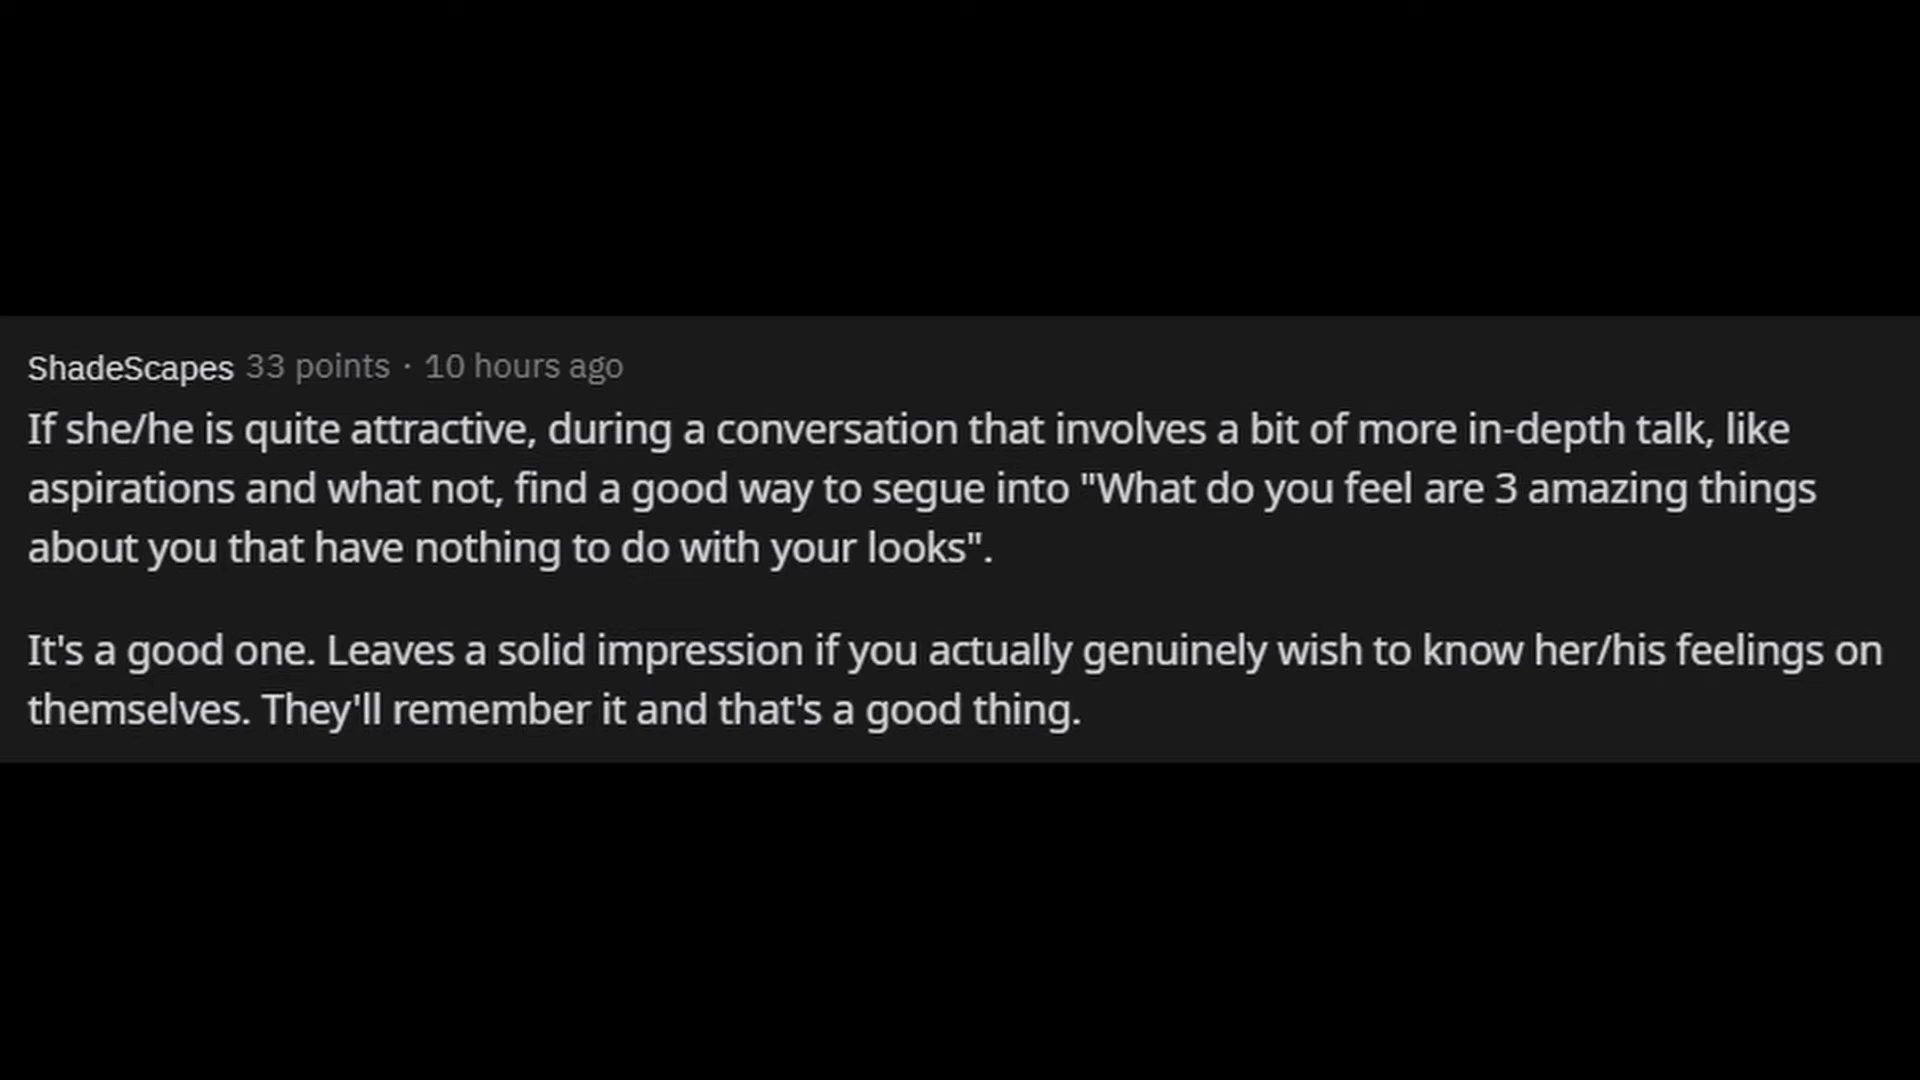 ShadeScapes 33 points · 10 hours ago
If she/he is quite attractive, during a conversation that involves a bit of more in-depth talk, like
aspirations and what not, find a good way to segue into "What do you feel are 3 amazing things
about you that have nothing to do with your looks".
It's a good one. Leaves a solid impression if you actually genuinely wish to know her/his feelings on
themselves. They'll remember it and that's a good thing.